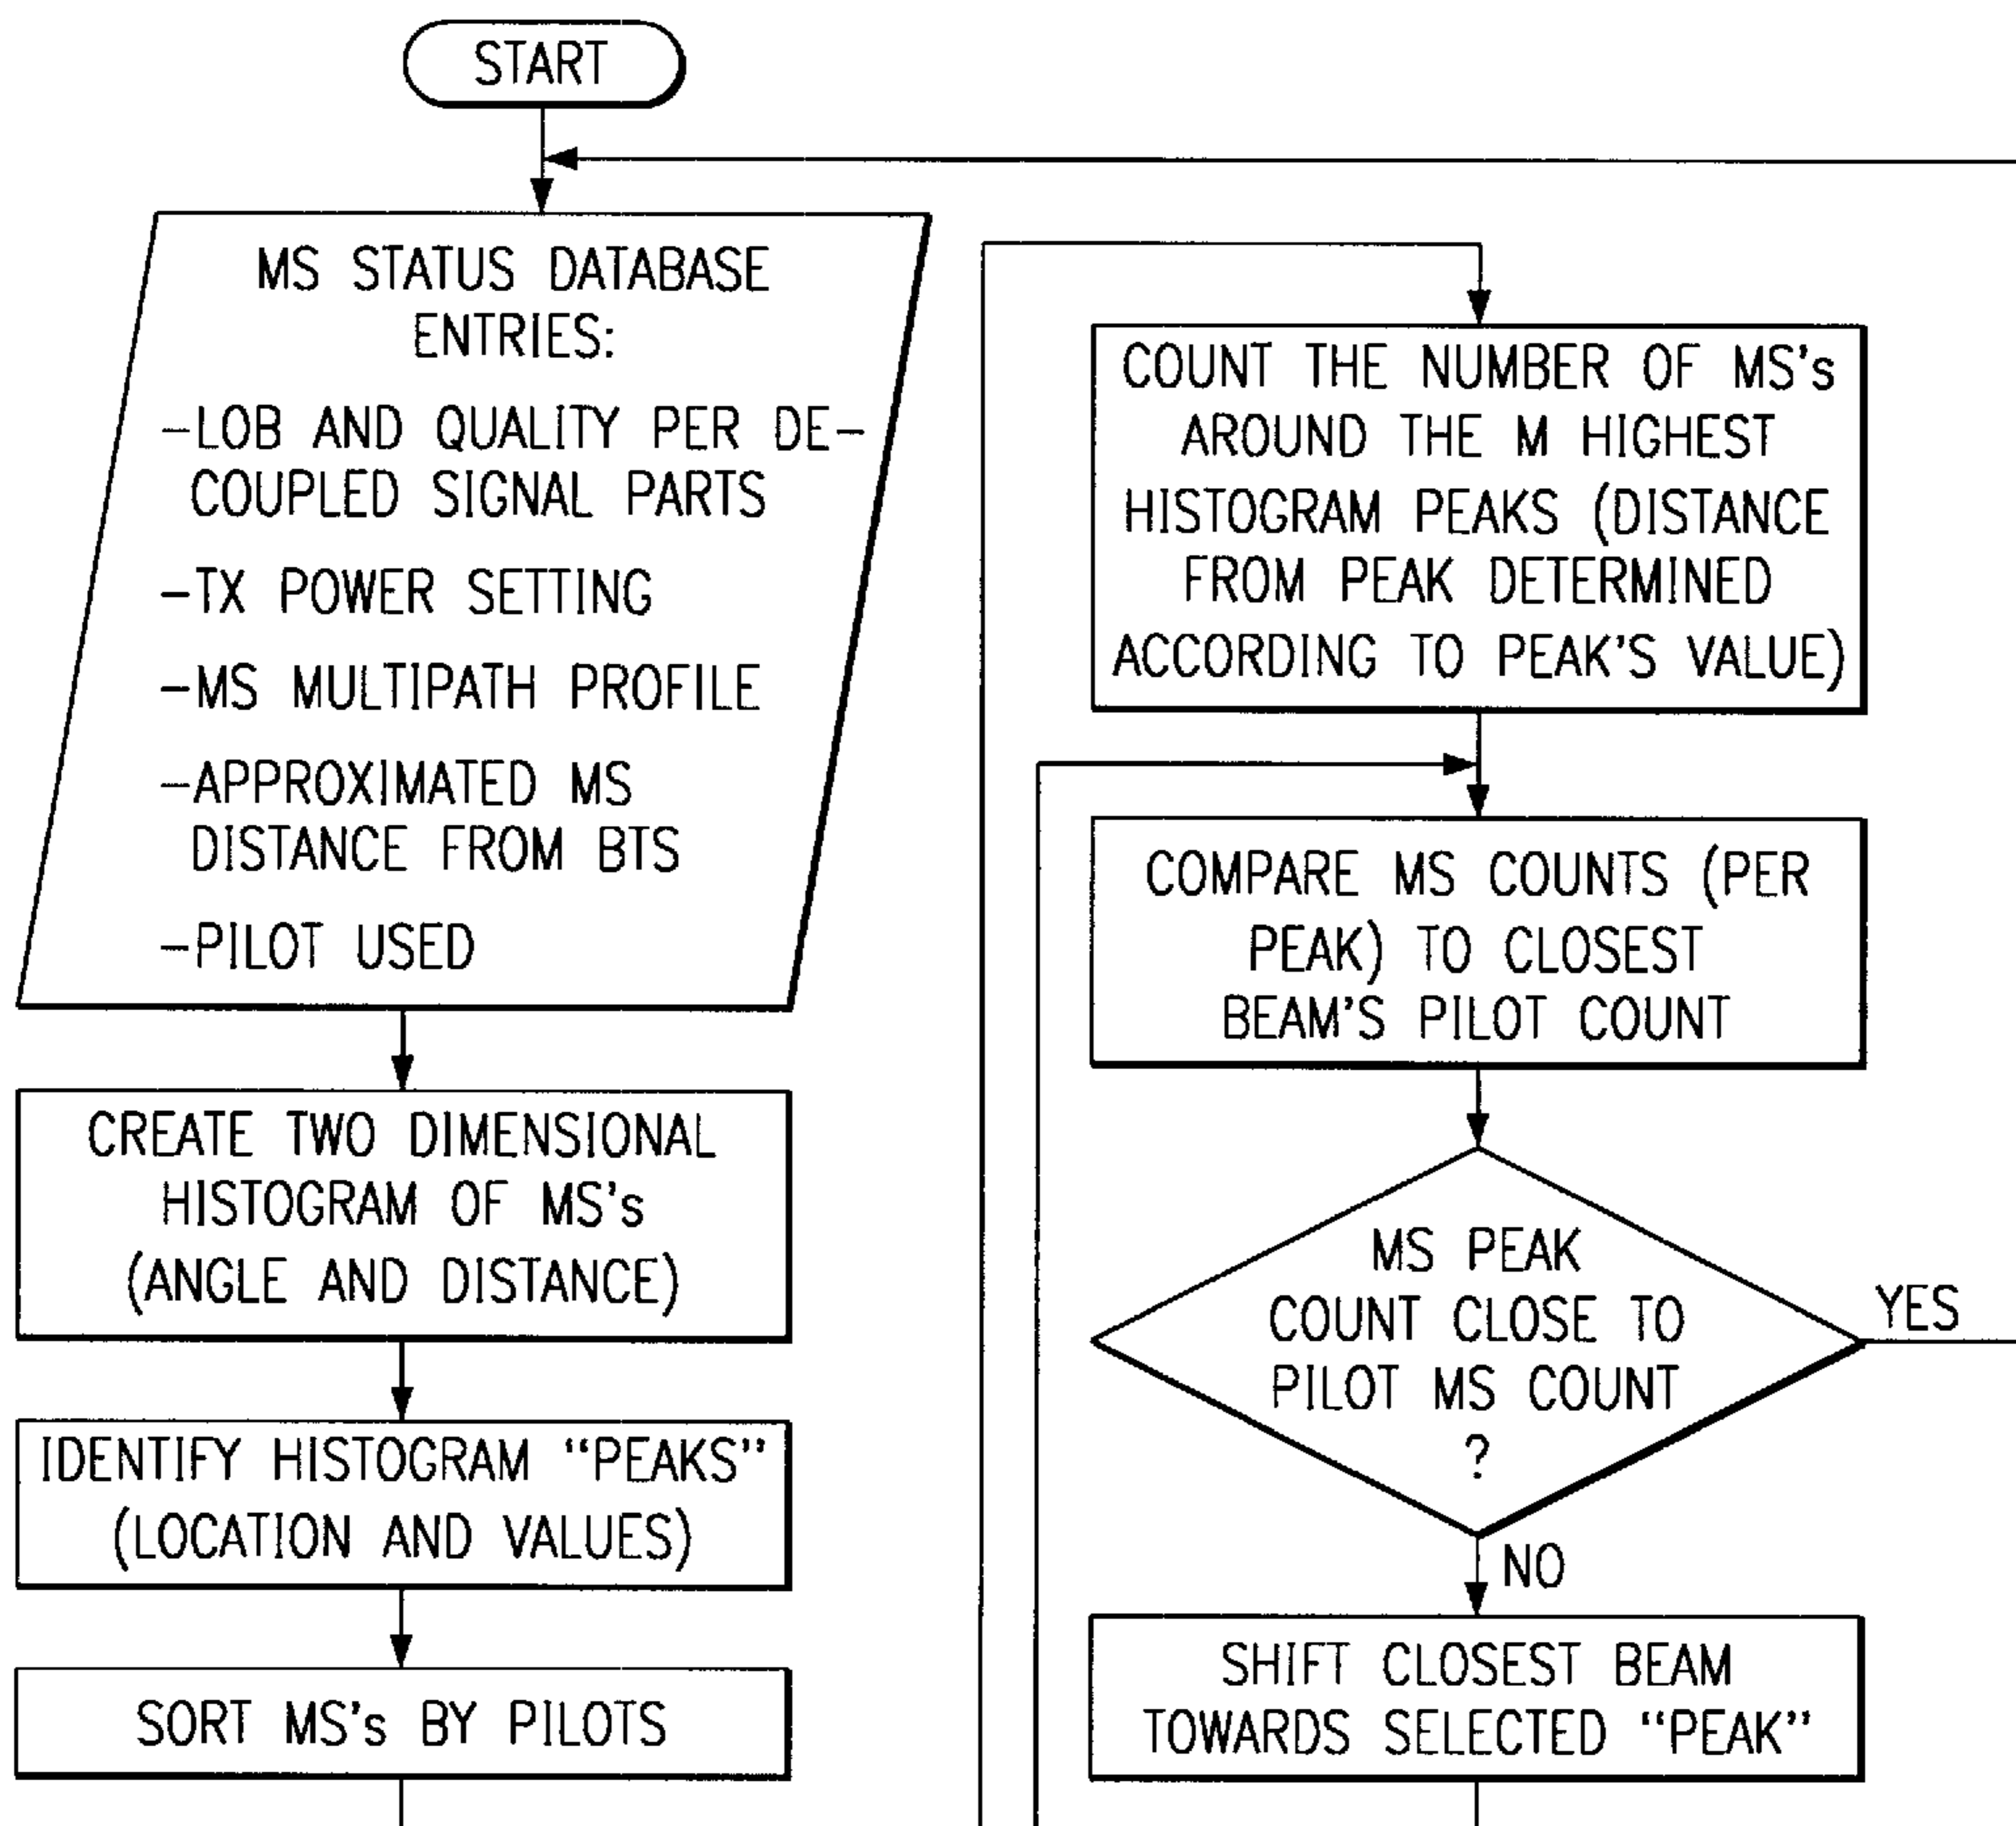 START
MS STATUS DATABASE
ENTRIES:
–LOB AND QUALITY PER DE–
COUPLED SIGNAL PARTS
–TX POWER SETTING
–MS MULTIPATH PROFILE
–APPROXIMATED MS
DISTANCE FROM BTS
–PILOT USED
CREATE TWO DIMENSIONAL
HISTOGRAM OF MS's
(ANGLE AND DISTANCE)
IDENTIFY HISTOGRAM “PEAKS”
(LOCATION AND VALUES)
SORT MS's BY PILOTS
COUNT THE NUMBER OF MS's
AROUND THE M HIGHEST
HISTOGRAM PEAKS (DISTANCE
FROM PEAK DETERMINED
ACCORDING TO PEAK'S VALUE)
COMPARE MS COUNTS (PER
PEAK) TO CLOSEST
BEAM'S PILOT COUNT
MS PEAK
COUNT CLOSE TO
PILOT MS COUNT
?
YES
NO
SHIFT CLOSEST BEAM
TOWARDS SELECTED “PEAK”